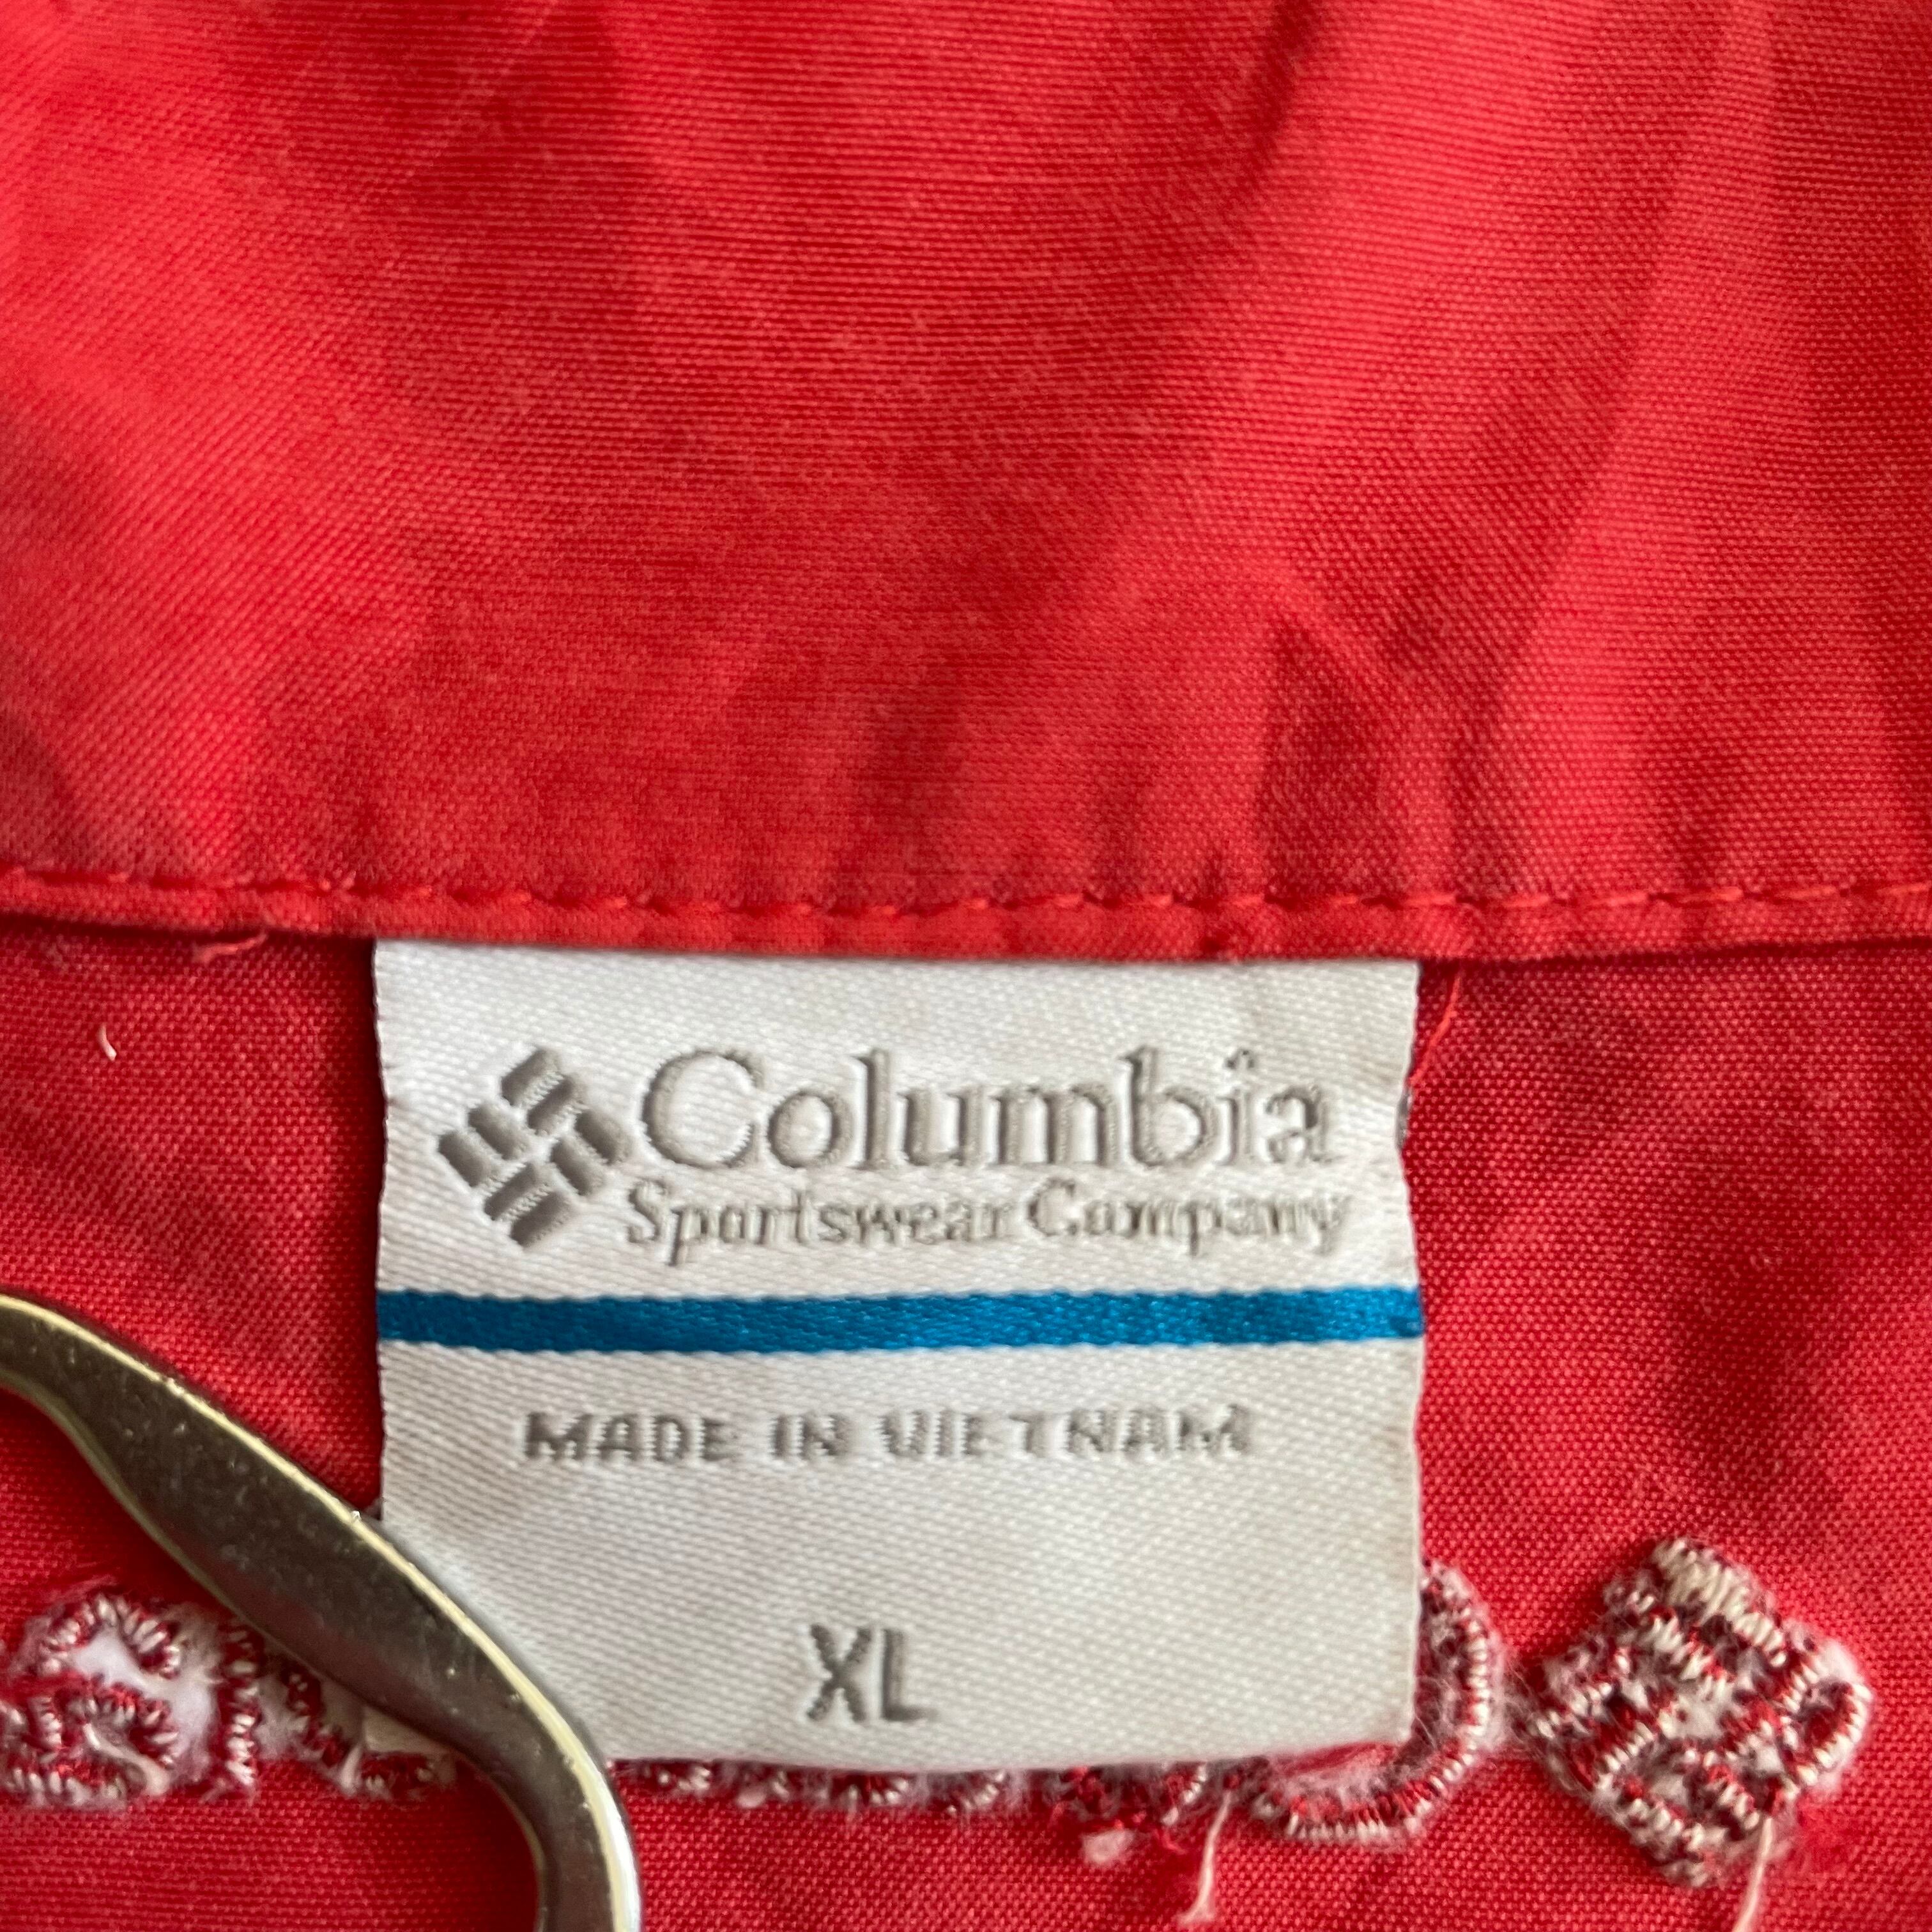 Columbia
Sportswear Company
MADE IN VIETNAM
XL